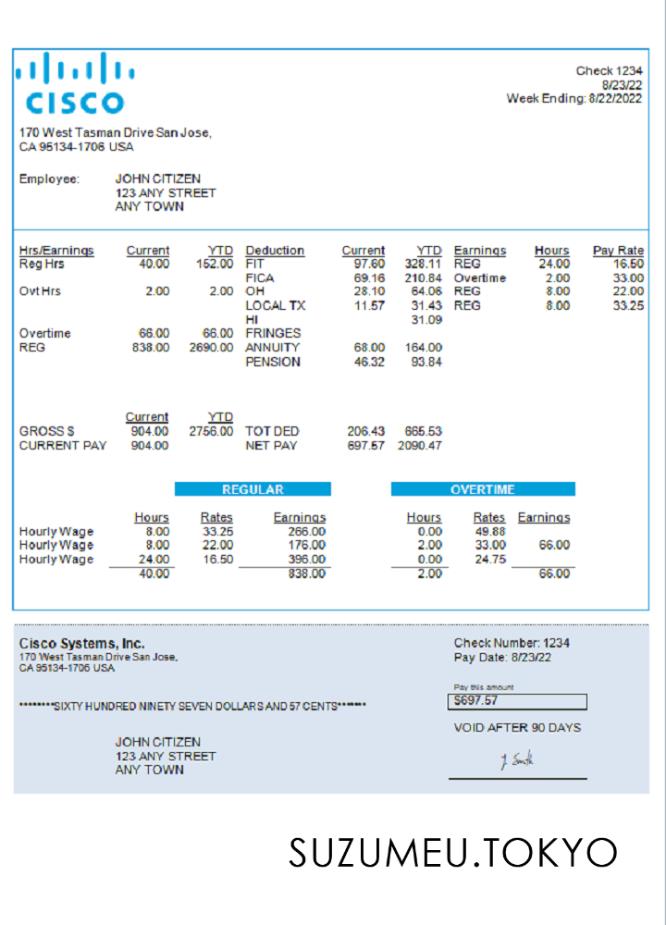 CISCO
Check 1234
8/23/22
Week Ending: 8/22/2022
170 West Tasman Drive San Jose,
CA 95134-1706 USA
Employee: JOHN CITIZEN
123 ANY STREET
ANY TOWN
Hrs/Earnings Current YTD Deduction Current YTD Earnings Hours Pay Rate
Reg Hrs 40.00 152.00 FIT 97.60 328.11 REG 24.00 16.50
FICA 69.16 210.84 Overtime 2.00 33.00
Ovt Hrs 2.00 2.00 OH 28.10 64.06 REG 8.00 22.00
LOCAL TX 11.57 31.43 REG 8.00 33.25
HI 31.09
Overtime 66.00 66.00 FRINGES
REG 838.00 2690.00 ANNUITY 68.00 164.00
PENSION 46.32 93.84
Current YTD
GROSS $ 904.00 2756.00 TOT DED 206.43 665.53
CURRENT PAY 904.00 NET PAY 697.57 2090.47
REGULAR OVERTIME
Hours Rates Earnings Hours Rates Earnings
Hourly Wage 8.00 33.25 266.00 0.00 49.88
Hourly Wage 8.00 22.00 176.00 2.00 33.00 66.00
Hourly Wage 24.00 16.50 396.00 0.00 24.75
40.00 838.00 2.00 66.00
Cisco Systems, Inc.
170 West Tasman Drive San Jose,
CA 95134-1706 USA
Check Number: 1234
Pay Date: 8/23/22
Pay this amount
$697.57
********SIXTY HUNDRED NINETY SEVEN DOLLARS AND 57 CENTS*******
VOID AFTER 90 DAYS
JOHN CITIZEN
123 ANY STREET
ANY TOWN
J. Smith
SUZUMEU.TOKYO